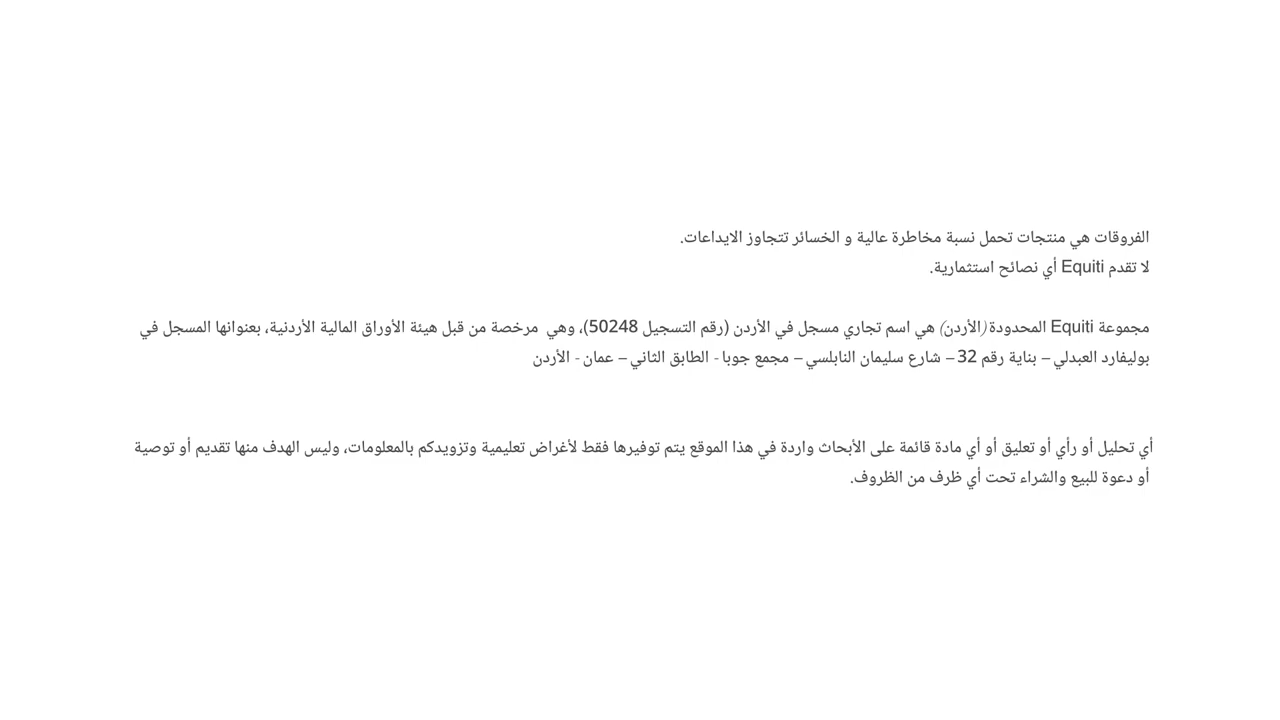 الفروقات هي منتجات تحمل نسبة مخاطرة عالية و الخسائر تتجاوز الايداعات.
لا تقدم Equiti أي نصائح استثمارية.
مجموعة Equiti المحدودة (الأردن) هي اسم تجاري مسجل في الأردن (رقم التسجيل 50248)، وهي مرخصة من قبل هيئة الأوراق المالية الأردنية، بعنوانها المسجل في
بوليفارد العبدلي – بناية رقم 32 – شارع سليمان النابلسي – مجمع جوبا - الطابق الثاني – عمان - الأردن
أي تحليل أو رأي أو تعليق أو أي مادة قائمة على الأبحاث واردة في هذا الموقع يتم توفيرها فقط لأغراض تعليمية وتزويدكم بالمعلومات، وليس الهدف منها تقديم أو توصية
أو دعوة للبيع والشراء تحت أي ظرف من الظروف.